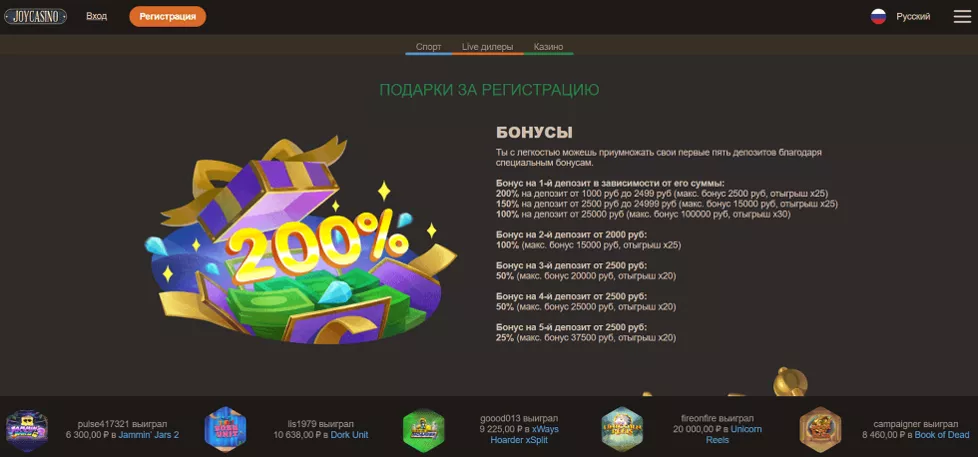 JOYCASINO
Вход
Регистрация
Русский
Спорт
Live дилеры
Казино
ПОДАРКИ ЗА РЕГИСТРАЦИЮ
200%
БОНУСЫ
Ты с легкостью можешь приумножать свои первые пять депозитов благодаря
специальным бонусам.
Бонус на 1-й депозит в зависимости от его суммы:
200% на депозит от 1000 руб до 2499 руб (макс. бонус 2500 руб, отыгрыш x25)
150% на депозит от 2500 руб до 24999 руб (макс. бонус 15000 руб, отыгрыш x25)
100% на депозит от 25000 руб (макс. бонус 100000 руб, отыгрыш x30)
Бонус на 2-й депозит от 2000 руб:
100% (макс. бонус 15000 руб, отыгрыш x25)
Бонус на 3-й депозит от 2500 руб:
50% (макс. бонус 20000 руб, отыгрыш x20)
Бонус на 4-й депозит от 2500 руб:
50% (макс. бонус 25000 руб, отыгрыш x20)
Бонус на 5-й депозит от 2500 руб:
25% (макс. бонус 37500 руб, отыгрыш x20)
pulse417321 выиграл
6 300,00 ₽ в Jammin' Jars 2
DORK UNIT
lis1979 выиграл
10 638,00 ₽ в Dork Unit
goood013 выиграл
9 225,00 ₽ в xWays
Hoarder xSplit
fireonfire выиграл
20 000,00 ₽ в Unicorn
Reels
campaigner выиграл
8 460,00 ₽ в Book of Dead